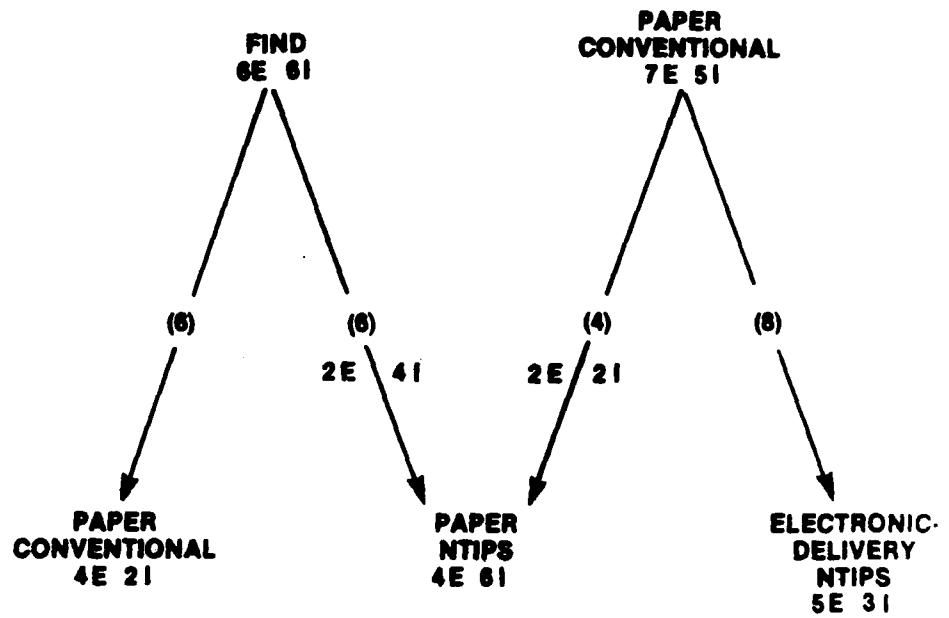 FIND
6E 6I
PAPER
CONVENTIONAL
7E 5I
(6)
(6)
(4)
(8)
2E 4I
2E 2I
PAPER
CONVENTIONAL
4E 2I
PAPER
NTIPS
4E 6I
ELECTRONIC-
DELIVERY
NTIPS
5E 3I